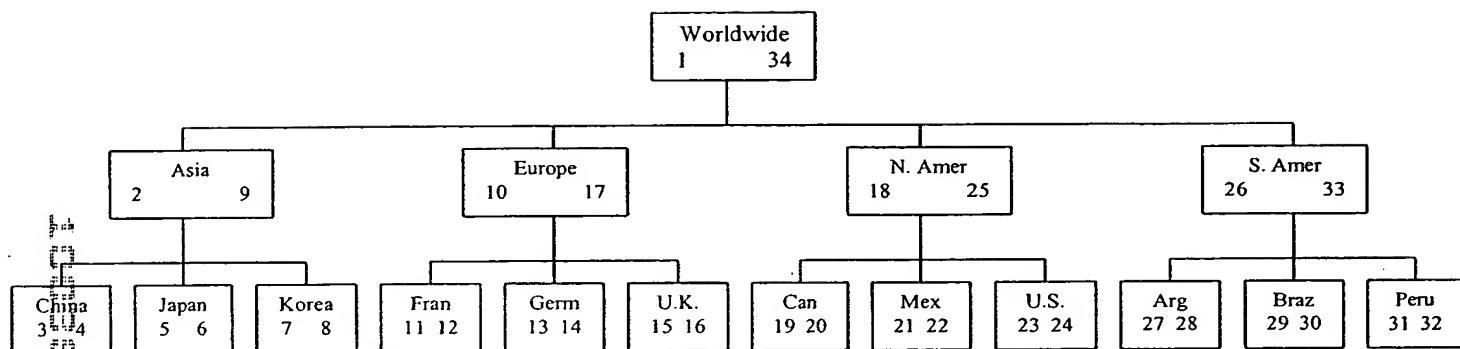 Worldwide
1 34
Asia
2 9
Europe
10 17
N. Amer
18 25
S. Amer
26 33
China
3 4
Japan
5 6
Korea
7 8
Fran
11 12
Germ
13 14
U.K.
15 16
Can
19 20
Mex
21 22
U.S.
23 24
Arg
27 28
Braz
29 30
Peru
31 32